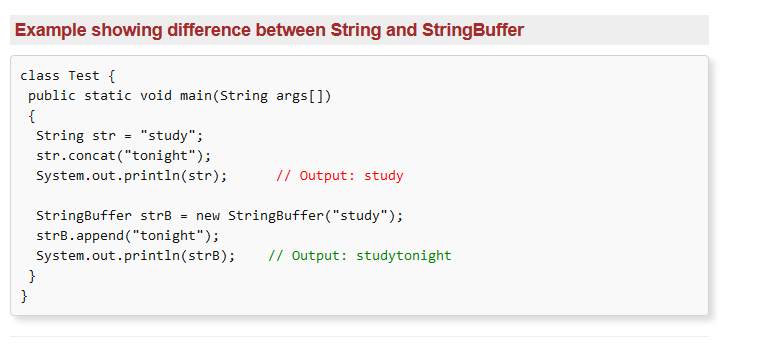 Example showing difference between String and StringBuffer
class Test {
 public static void main(String args[])
 {
  String str = "study";
  str.concat("tonight");
  System.out.println(str);      // Output: study

  StringBuffer strB = new StringBuffer("study");
  strB.append("tonight");
  System.out.println(strB);    // Output: studytonight
 }
}